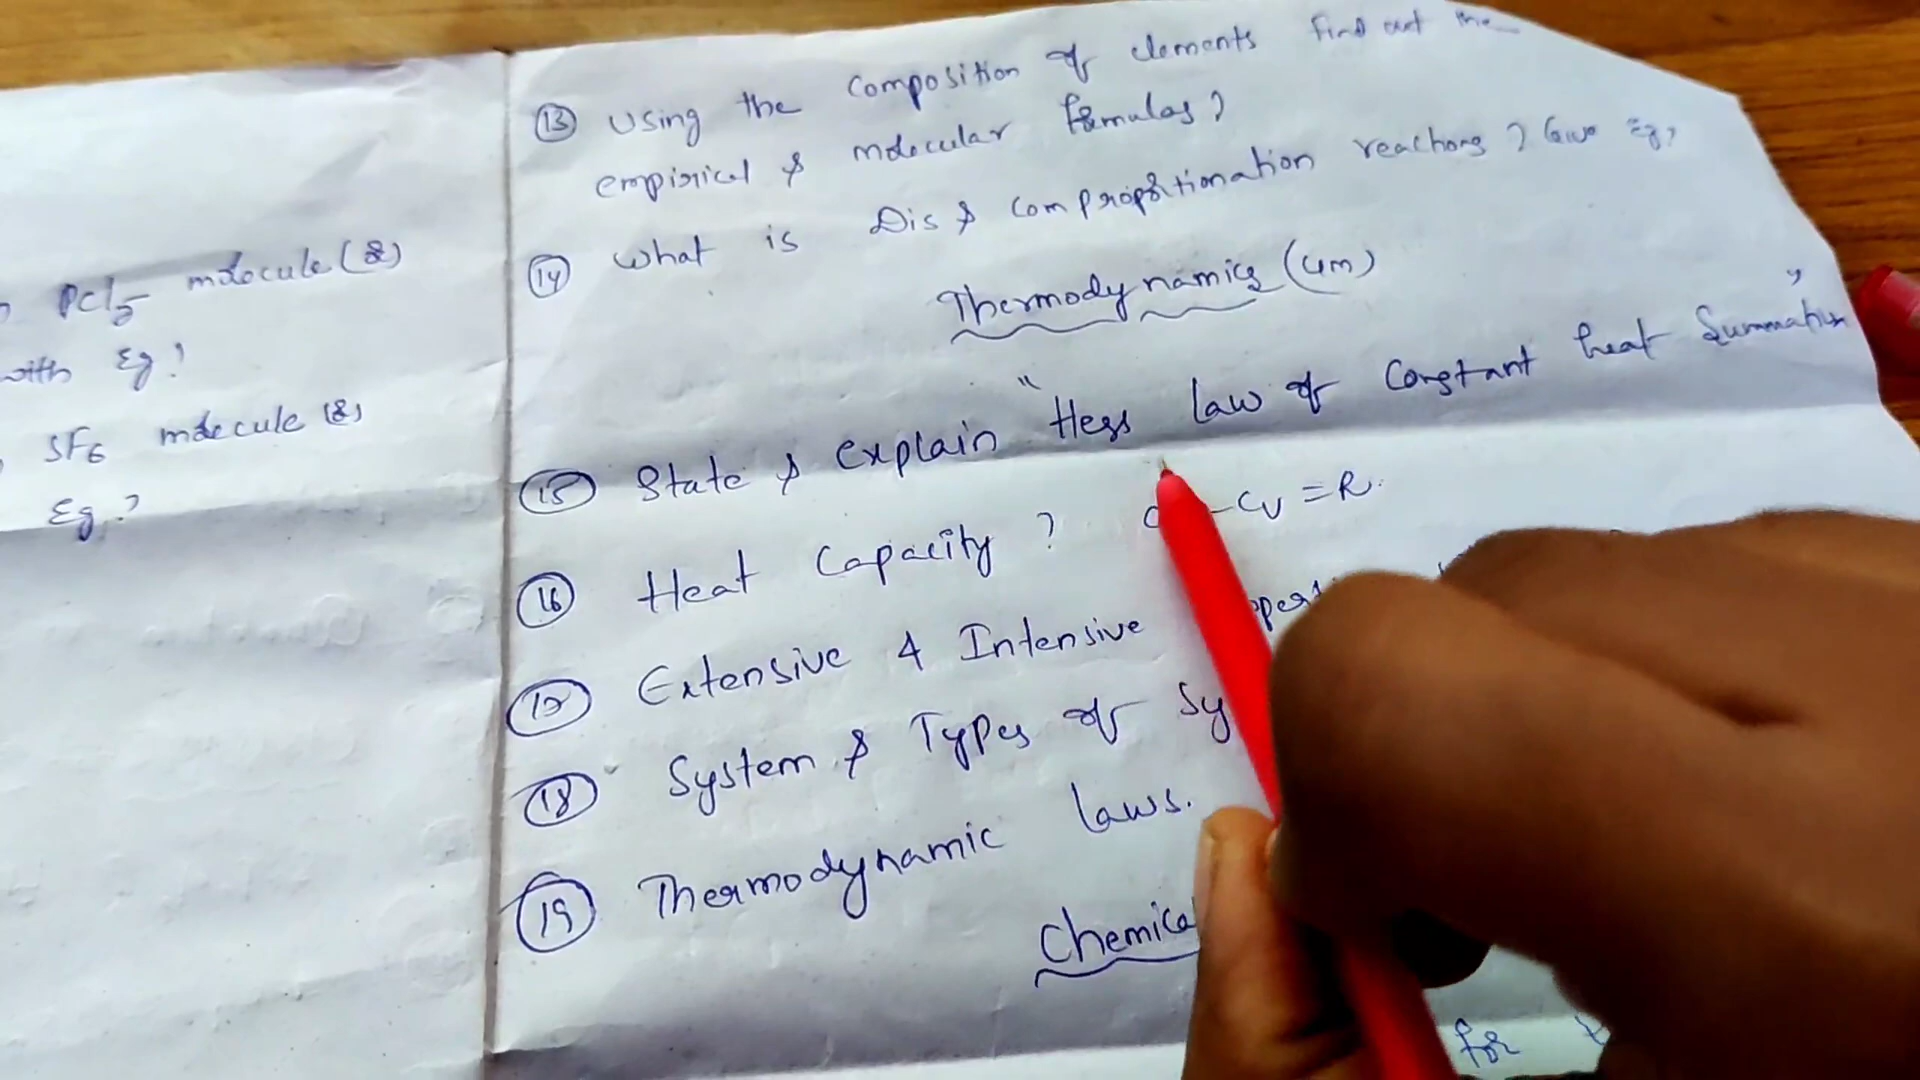 PCl5 molecule (8)
with Eg?
SF6 molecule (8)
Eg?
(13) Using the composition of elements find out the
empirical & molecular formulas?
(14) What is Dis & Comproportionation reactions? Give Eg?
Thermodynamics (4m)
(15) State & explain "Hess law of Constant heat Summation"
(16) Heat Capacity? C - CV = R.
(17) Extensive & Intensive
(18) System & Types of Sy
(19) Thermodynamic laws.
Chemical
for